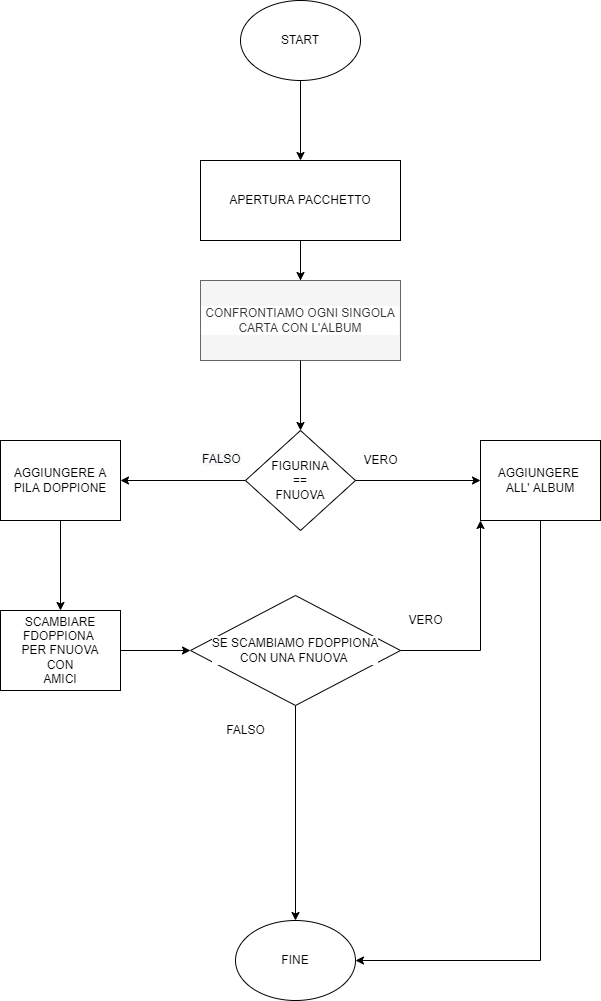 START
APERTURA PACCHETTO
CONFRONTIAMO OGNI SINGOLA
CARTA CON L'ALBUM
FALSO
FIGURINA
==
FNUOVA
VERO
AGGIUNGERE A
PILA DOPPIONE
AGGIUNGERE
ALL' ALBUM
SCAMBIARE
FDOPPIONA
PER FNUOVA
CON
AMICI
SE SCAMBIAMO FDOPPIONA
CON UNA FNUOVA
VERO
FALSO
FINE